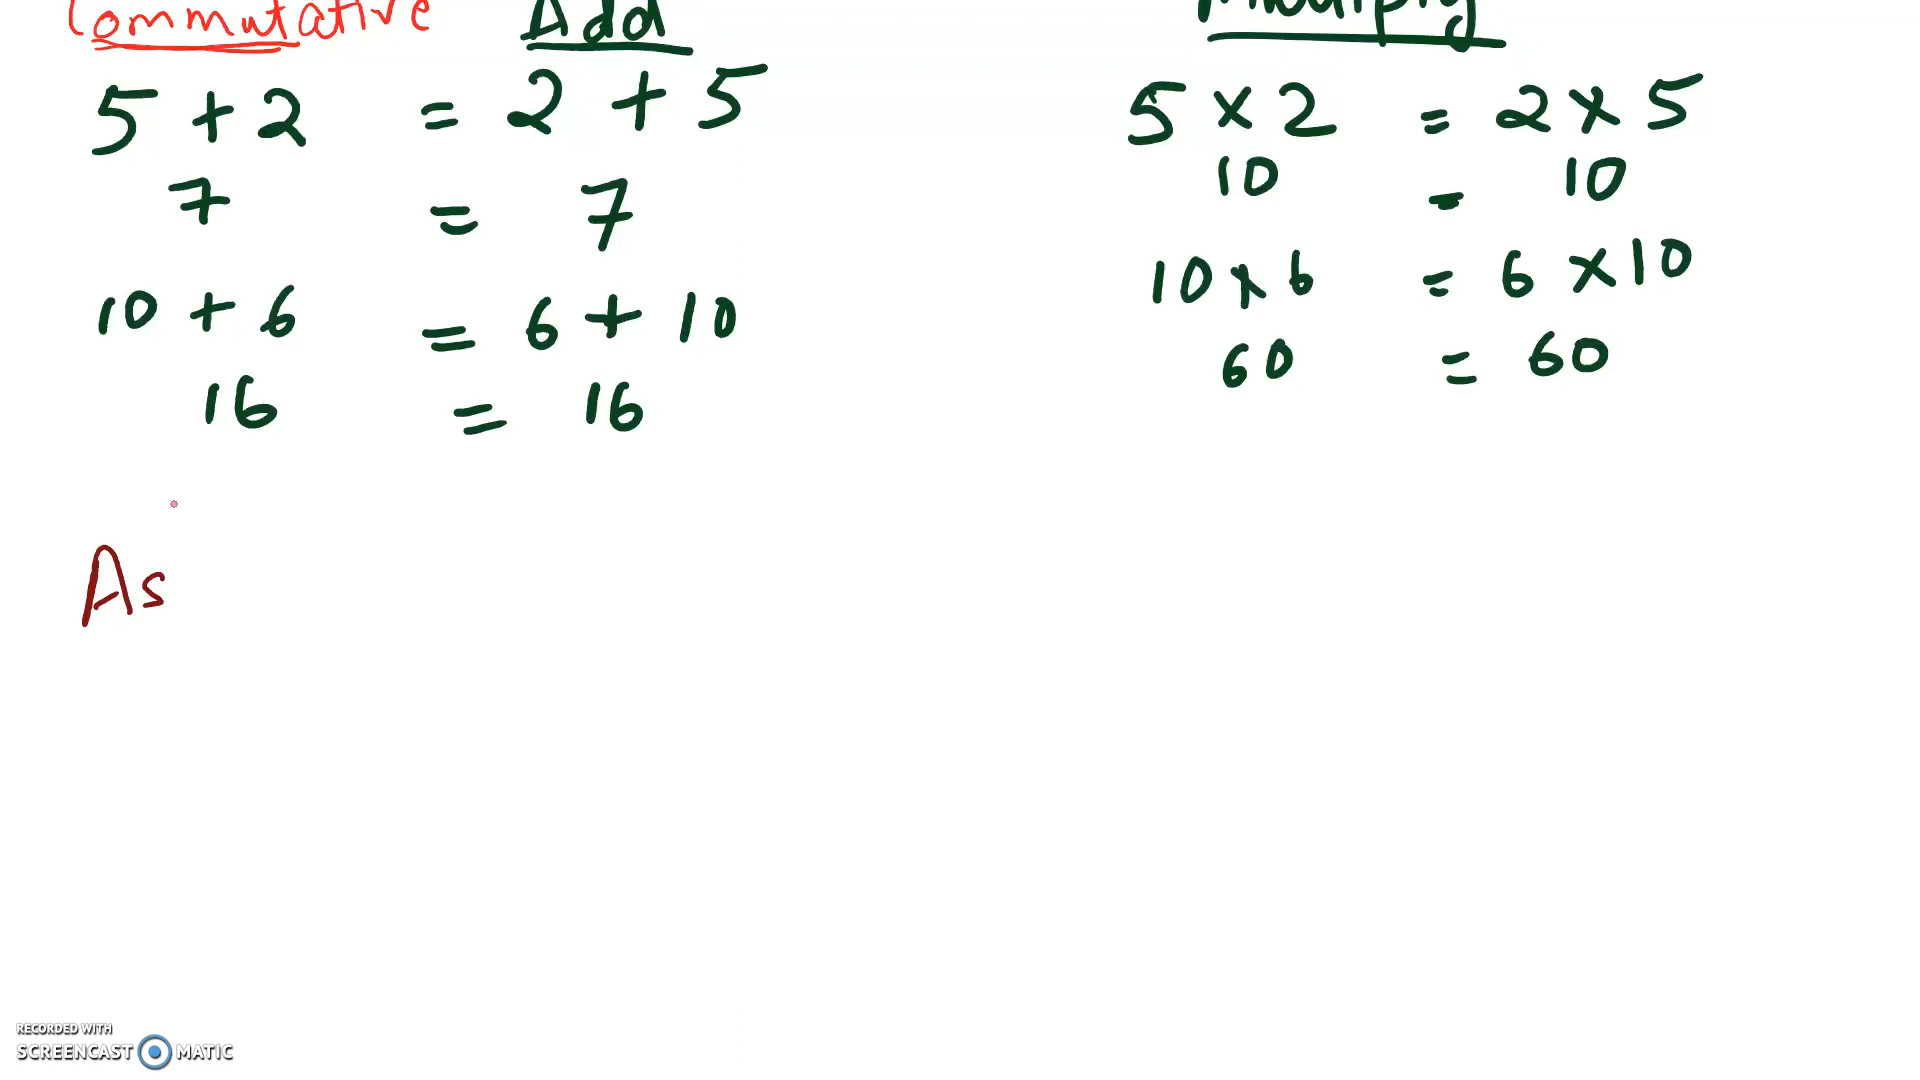 Commutative Add Multiply
5 + 2 = 2 + 5 5 × 2 = 2 × 5
7 = 7 10 = 10
10 + 6 = 6 + 10 10 × 6 = 6 × 10
16 = 16 60 = 60
As
RECORDED WITH
SCREENCAST MATIC